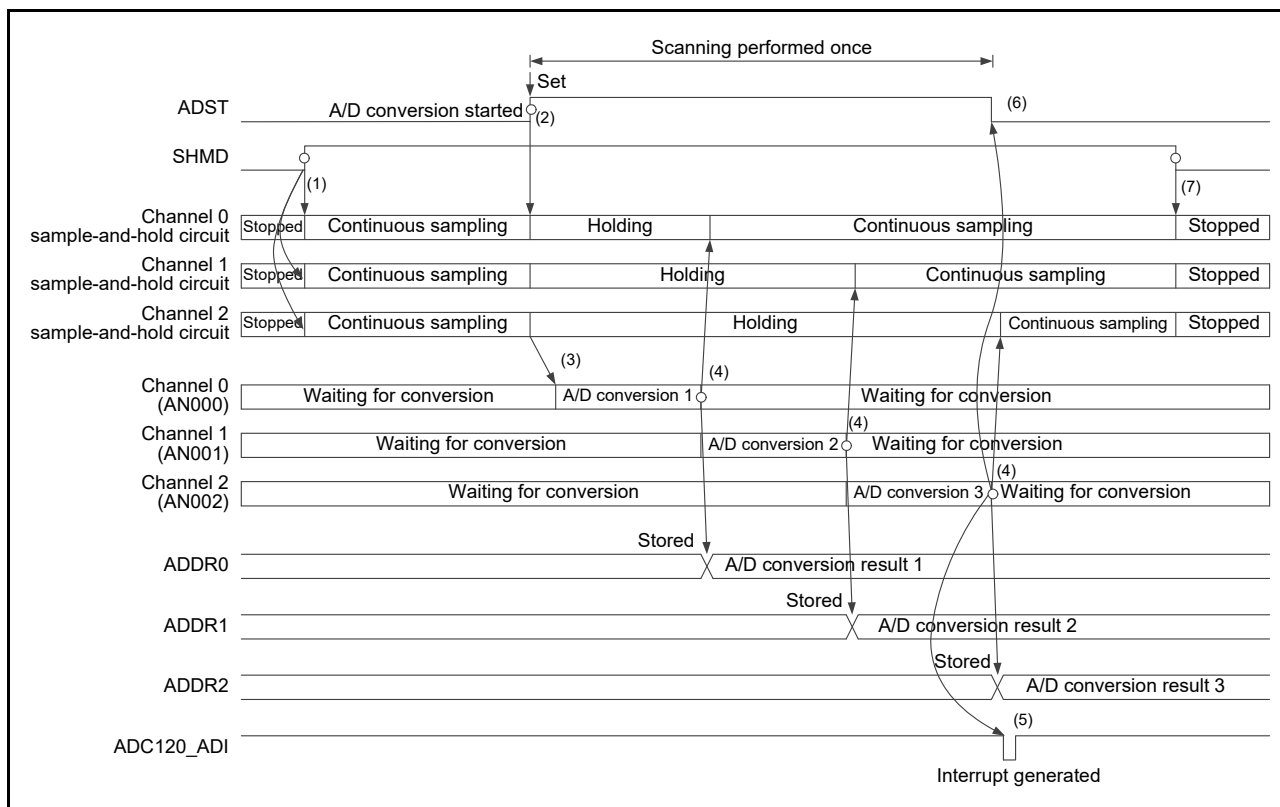 Scanning performed once
Set
ADST
A/D conversion started
(2)
(6)
SHMD
(1)
(7)
Channel 0
sample-and-hold circuit
Stopped
Continuous sampling
Holding
Continuous sampling
Stopped
Channel 1
sample-and-hold circuit
Stopped
Continuous sampling
Holding
Continuous sampling
Stopped
Channel 2
sample-and-hold circuit
Stopped
Continuous sampling
Holding
Continuous sampling
Stopped
(3)
(4)
Channel 0
(AN000)
Waiting for conversion
A/D conversion 1
Waiting for conversion
(4)
Channel 1
(AN001)
Waiting for conversion
A/D conversion 2
Waiting for conversion
(4)
Channel 2
(AN002)
Waiting for conversion
A/D conversion 3
Waiting for conversion
Stored
ADDR0
A/D conversion result 1
Stored
ADDR1
A/D conversion result 2
Stored
ADDR2
A/D conversion result 3
(5)
ADC120_ADI
Interrupt generated